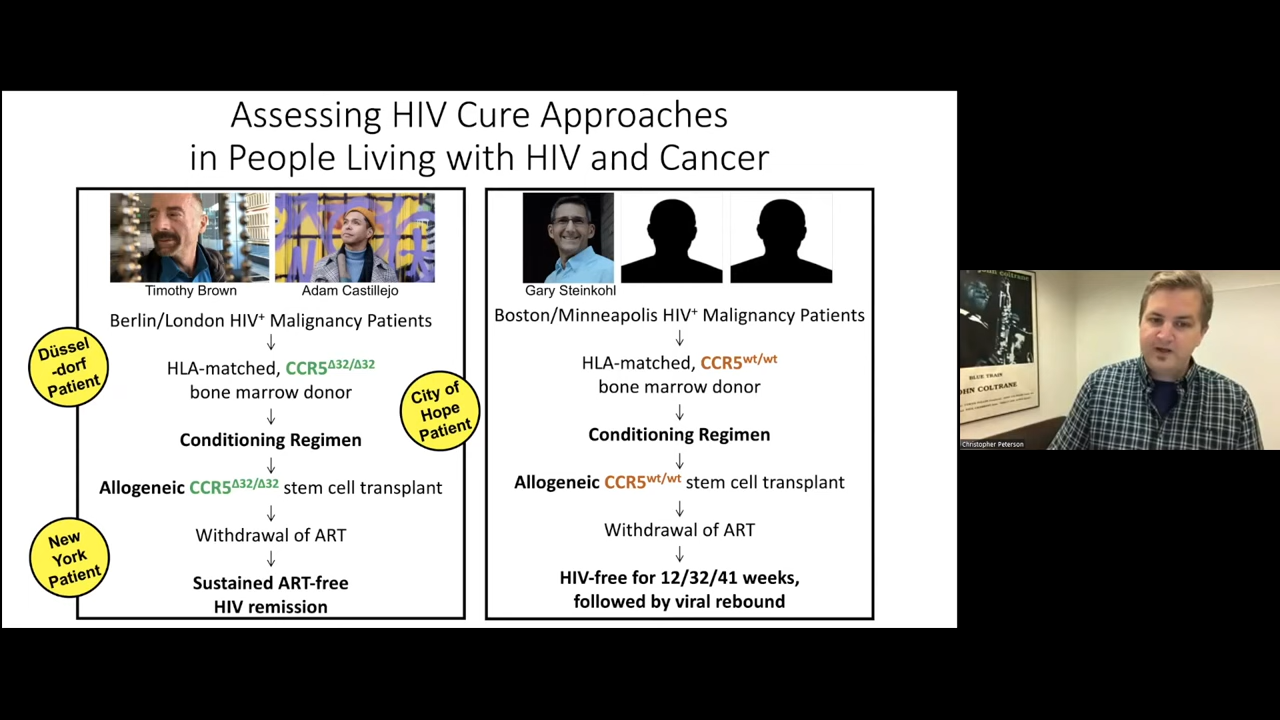 Assessing HIV Cure Approaches
in People Living with HIV and Cancer
Timothy Brown
Adam Castillejo
Berlin/London HIV⁺ Malignancy Patients
↓
HLA-matched, CCR5Δ32/Δ32
bone marrow donor
↓
Conditioning Regimen
↓
Allogeneic CCR5Δ32/Δ32 stem cell transplant
↓
Withdrawal of ART
↓
Sustained ART-free
HIV remission
Düssel
-dorf
Patient
City of
Hope
Patient
New
York
Patient
Gary Steinkohl
Boston/Minneapolis HIV⁺ Malignancy Patients
↓
HLA-matched, CCR5wt/wt
bone marrow donor
↓
Conditioning Regimen
↓
Allogeneic CCR5wt/wt stem cell transplant
↓
Withdrawal of ART
↓
HIV-free for 12/32/41 weeks,
followed by viral rebound
BLUE TRAIN
JOHN COLTRANE
Christopher Peterson